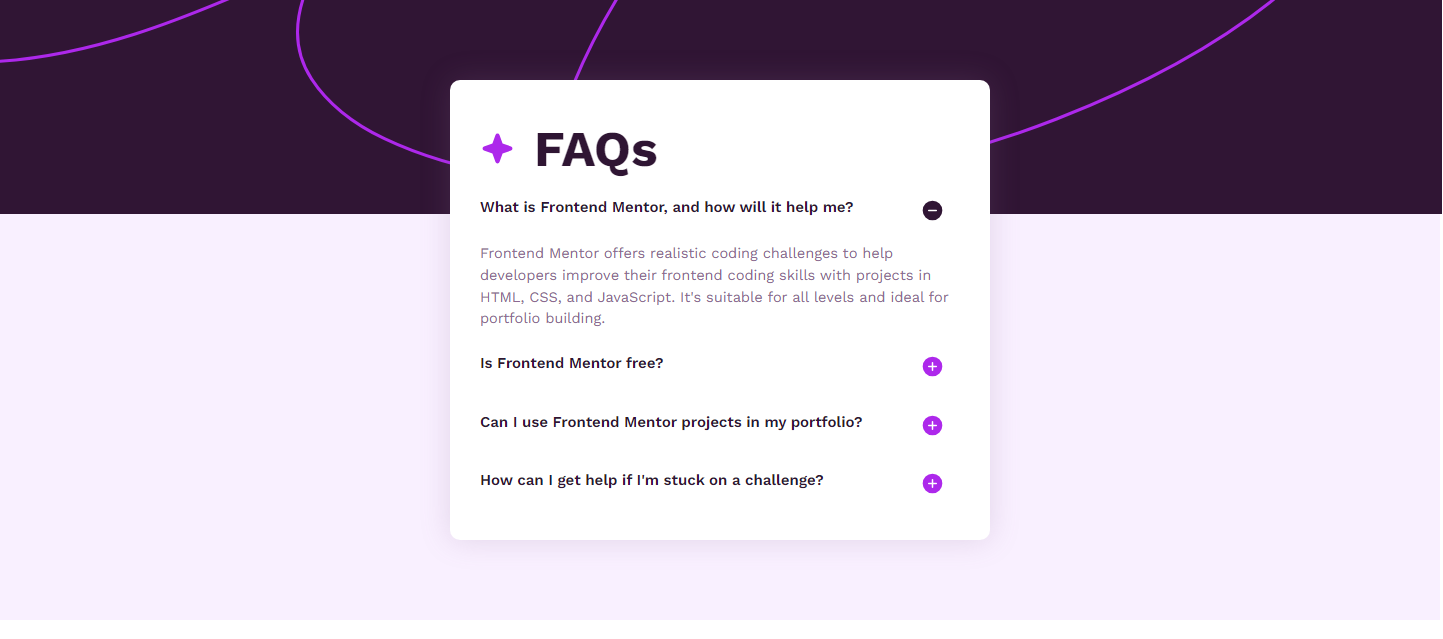 FAQs
What is Frontend Mentor, and how will it help me?
Frontend Mentor offers realistic coding challenges to help
developers improve their frontend coding skills with projects in
HTML, CSS, and JavaScript. It's suitable for all levels and ideal for
portfolio building.
Is Frontend Mentor free?
Can I use Frontend Mentor projects in my portfolio?
How can I get help if I'm stuck on a challenge?